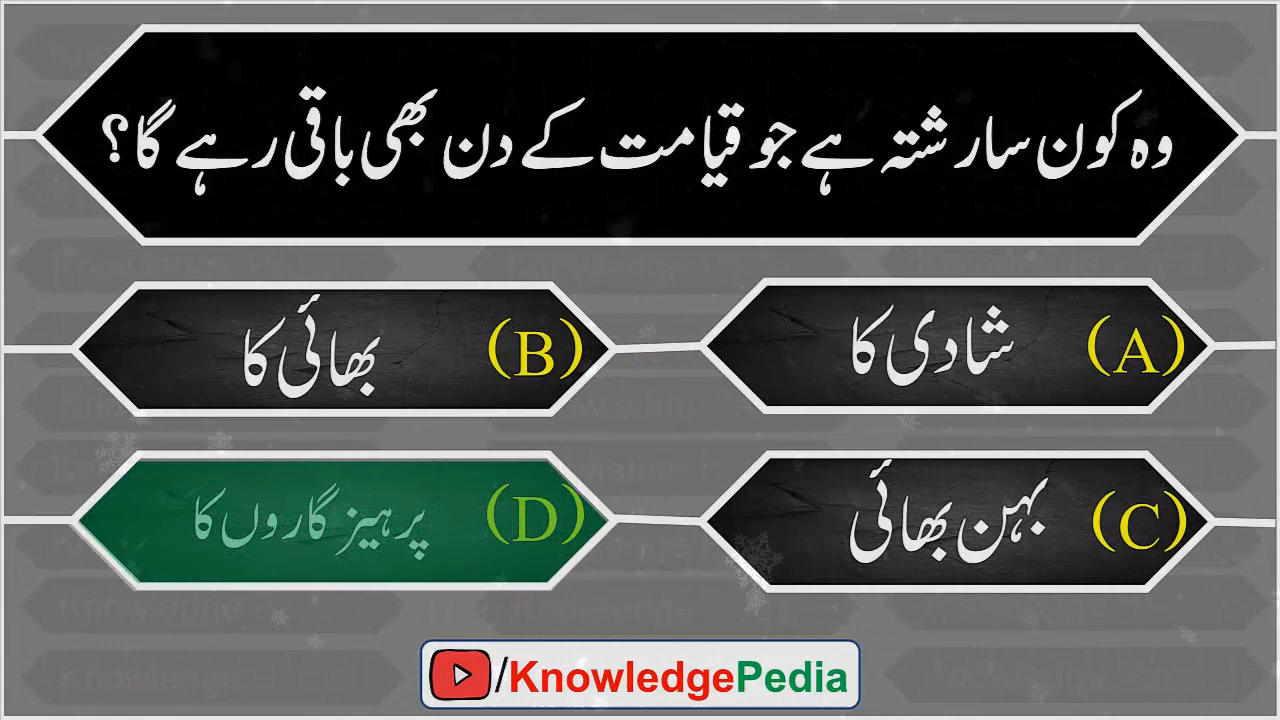 وہ کون سا رشتہ ہے جو قیامت کے دن بھی باقی رہے گا؟
(A) شادی کا
(B) بھائی کا
(C) بہن بھائی
(D) پرہیز گاروں کا
/KnowledgePedia